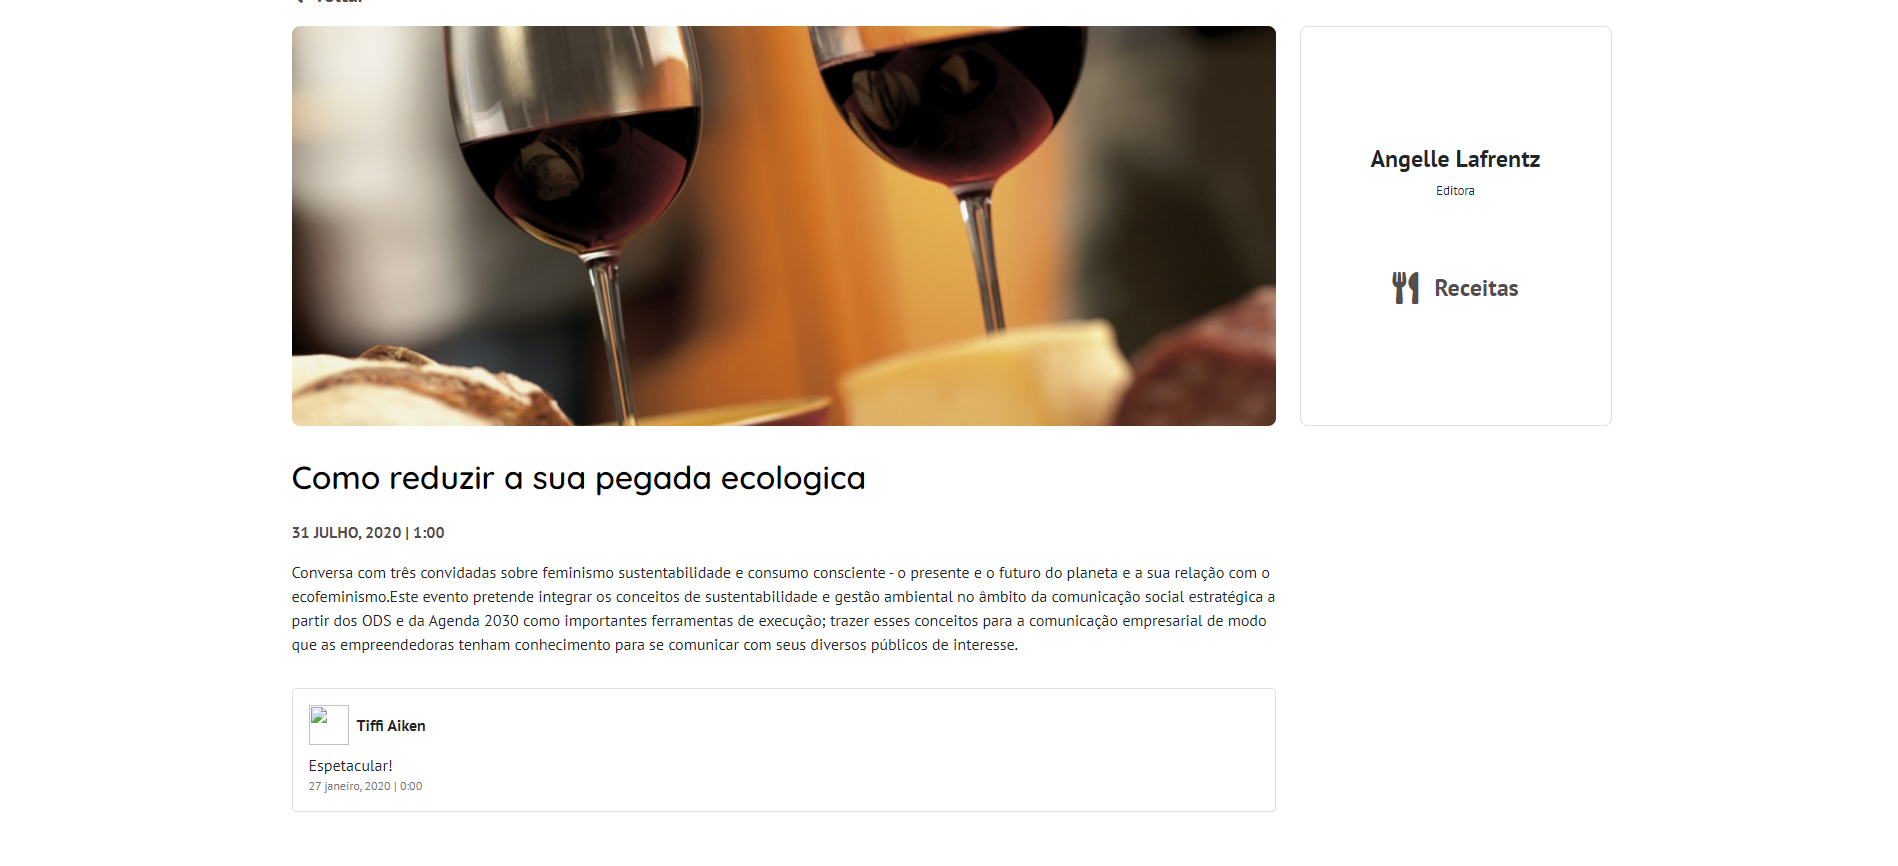 Voltar
Angelle Lafrentz
Editora
Receitas
Como reduzir a sua pegada ecologica
31 JULHO, 2020 | 1:00
Conversa com três convidadas sobre feminismo sustentabilidade e consumo consciente - o presente e o futuro do planeta e a sua relação com o
ecofeminismo.Este evento pretende integrar os conceitos de sustentabilidade e gestão ambiental no âmbito da comunicação social estratégica a
partir dos ODS e da Agenda 2030 como importantes ferramentas de execução; trazer esses conceitos para a comunicação empresarial de modo
que as empreendedoras tenham conhecimento para se comunicar com seus diversos públicos de interesse.
Tiffi Aiken
Espetacular!
27 janeiro, 2020 | 0:00